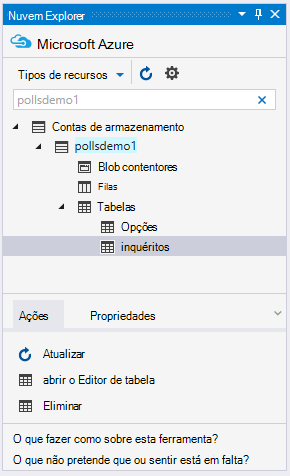 Nuvem Explorer
Microsoft Azure
Tipos de recursos
pollsdemo1
Contas de armazenamento
pollsdemo1
Blob contentores
Filas
Tabelas
Opções
inquéritos
Ações Propriedades
Atualizar
abrir o Editor de tabela
Eliminar
O que fazer como sobre esta ferramenta?
O que não pretende que ou sentir está em falta?